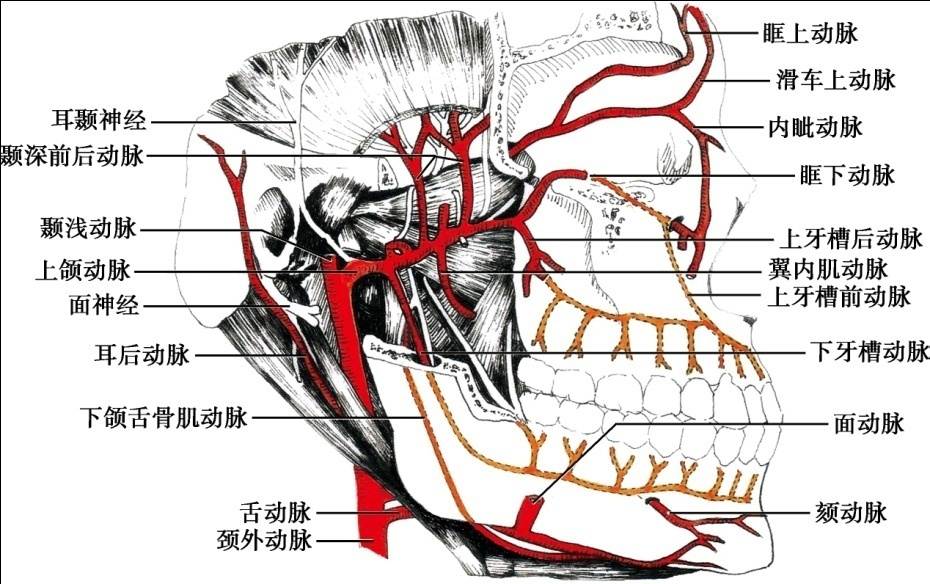 耳颞神经
颞深前后动脉
颞浅动脉
上颌动脉
面神经
耳后动脉
下颌舌骨肌动脉
舌动脉
颈外动脉
眶上动脉
滑车上动脉
内眦动脉
眶下动脉
上牙槽后动脉
翼内肌动脉
上牙槽前动脉
下牙槽动脉
面动脉
颏动脉